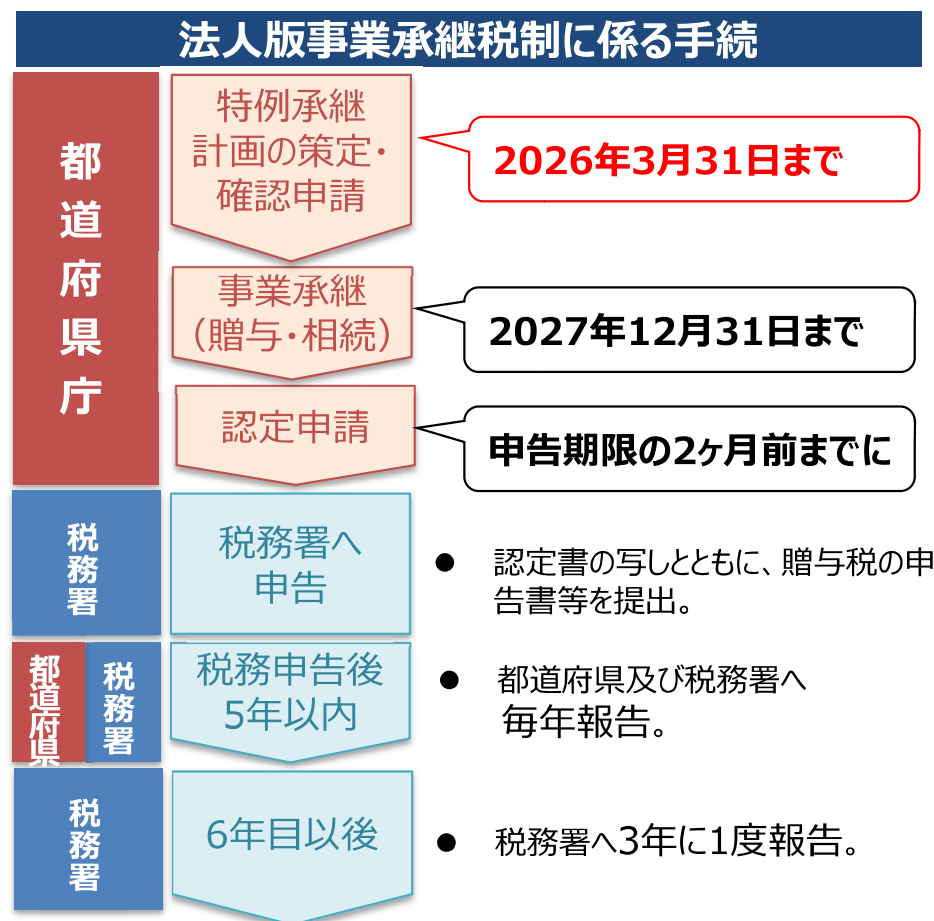 法人版事業承継税制に係る手続
都道府県庁
特例承継
計画の策定・
確認申請
2026年3月31日まで
事業承継
（贈与・相続）
2027年12月31日まで
認定申請
申告期限の2ヶ月前までに
税務署
税務署へ
申告
● 認定書の写しとともに、贈与税の申
告書等を提出。
都道府県
税務署
税務申告後
5年以内
● 都道府県及び税務署へ
毎年報告。
税務署
6年目以後
● 税務署へ3年に1度報告。